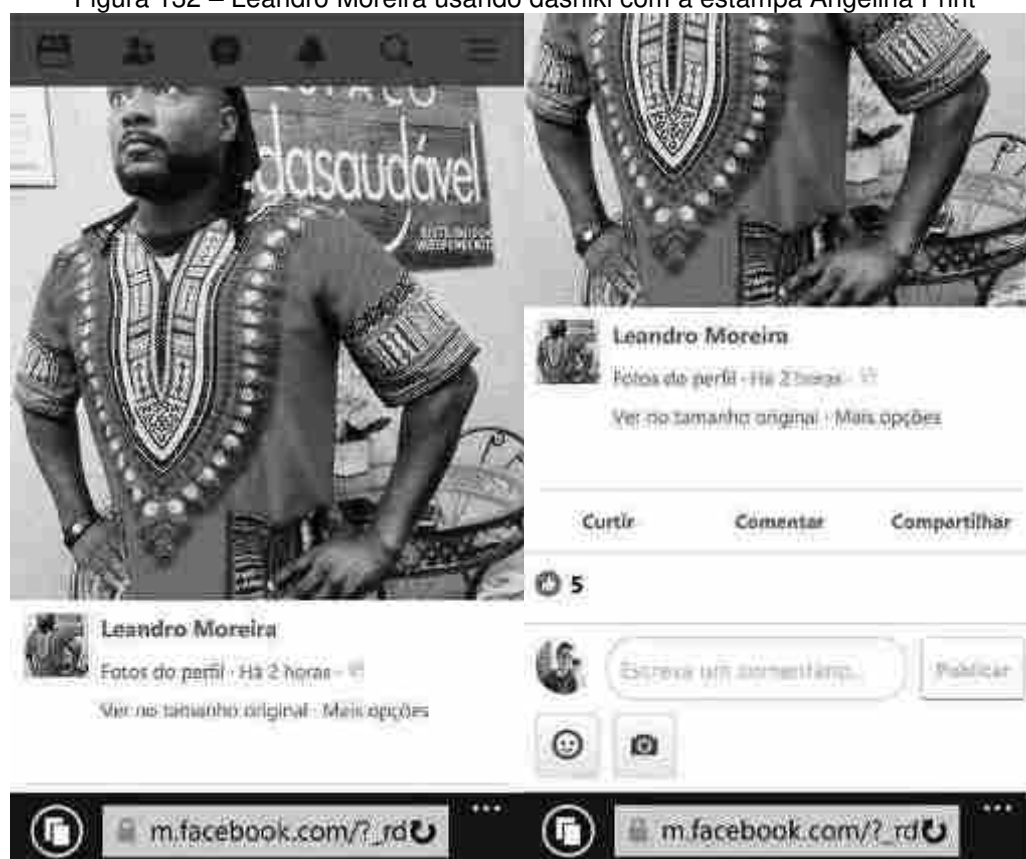 Figura 132 – Leandro Moreira usando dashiki com a estampa Angelina Print
dasaudável
Leandro Moreira
Fotos do perfil · Há 2 horas ·
Ver no tamanho original · Mais opções
m.facebook.com/?_rd
Leandro Moreira
Fotos do perfil · Há 2 horas ·
Ver no tamanho original · Mais opções
Curtir Comentar Compartilhar
5
Escreva um comentário...
Publicar
m.facebook.com/?_rd